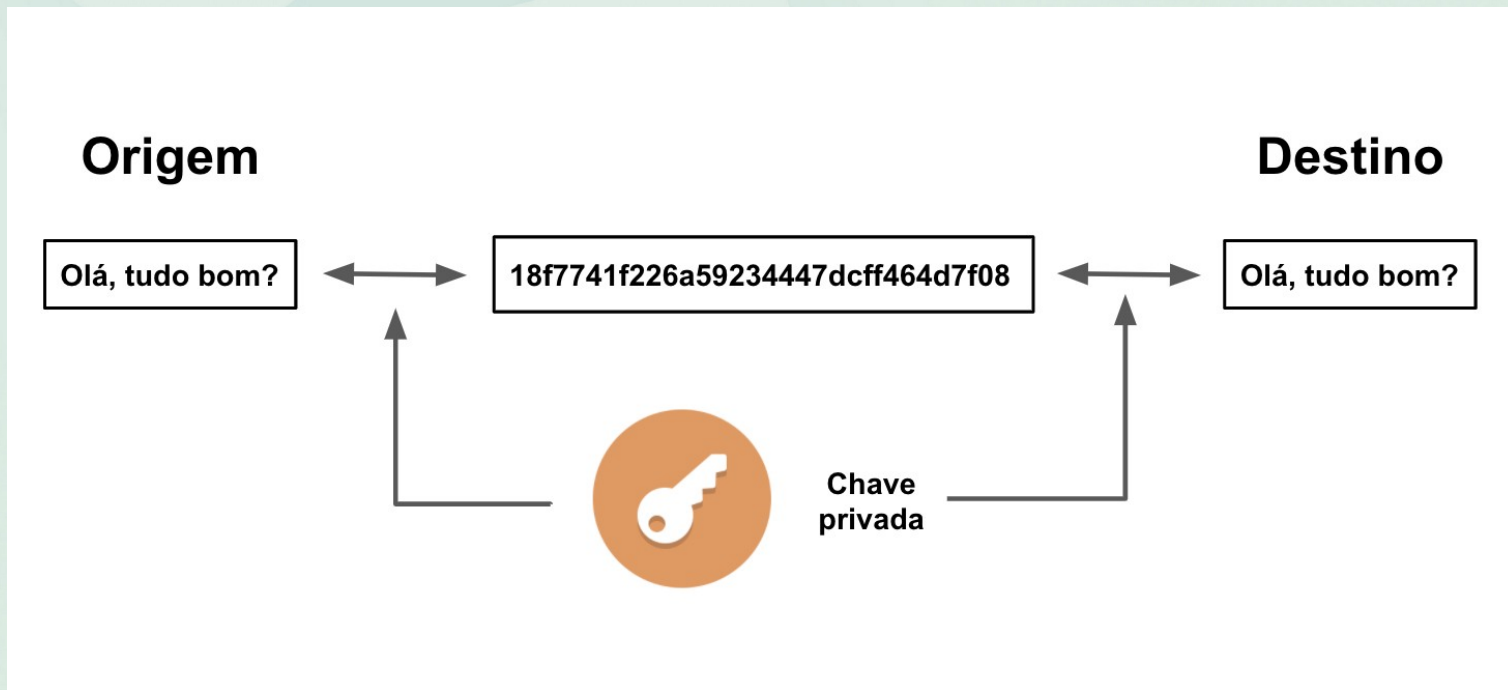 Origem
Destino
Olá, tudo bom?
18f7741f226a59234447dcff464d7f08
Olá, tudo bom?
Chave
privada